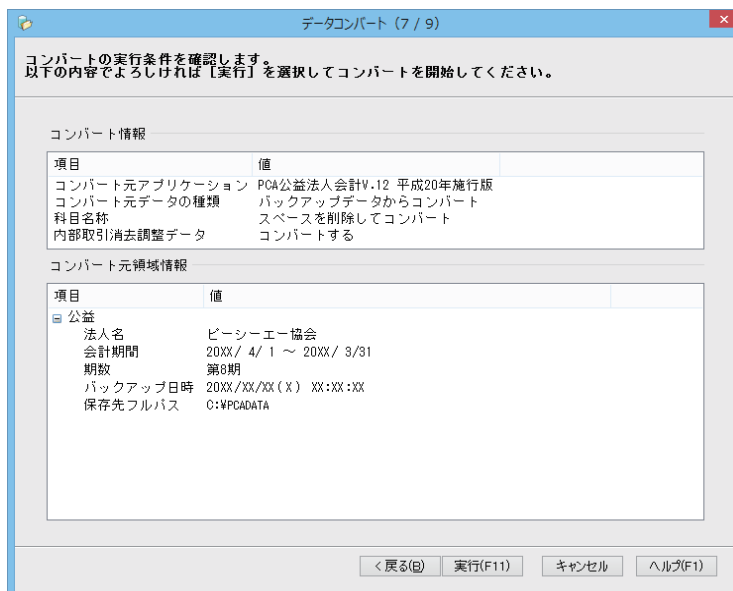 データコンバート (7 / 9)
コンバートの実行条件を確認します。
以下の内容でよろしければ［実行］を選択してコンバートを開始してください。
コンバート情報
項目 値
コンバート元アプリケーション PCA公益法人会計V.12 平成20年施行版
コンバート元データの種類 バックアップデータからコンバート
科目名称 スペースを削除してコンバート
内部取引消去調整データ コンバートする
コンバート元領域情報
項目 値
公益
法人名 ピーシーエー協会
会計期間 20XX/ 4/ 1 ～ 20XX/ 3/31
期数 第8期
バックアップ日時 20XX/XX/XX(X) XX:XX:XX
保存先フルパス C:¥PCADATA
< 戻る(B) 実行(F11) キャンセル ヘルプ(F1)